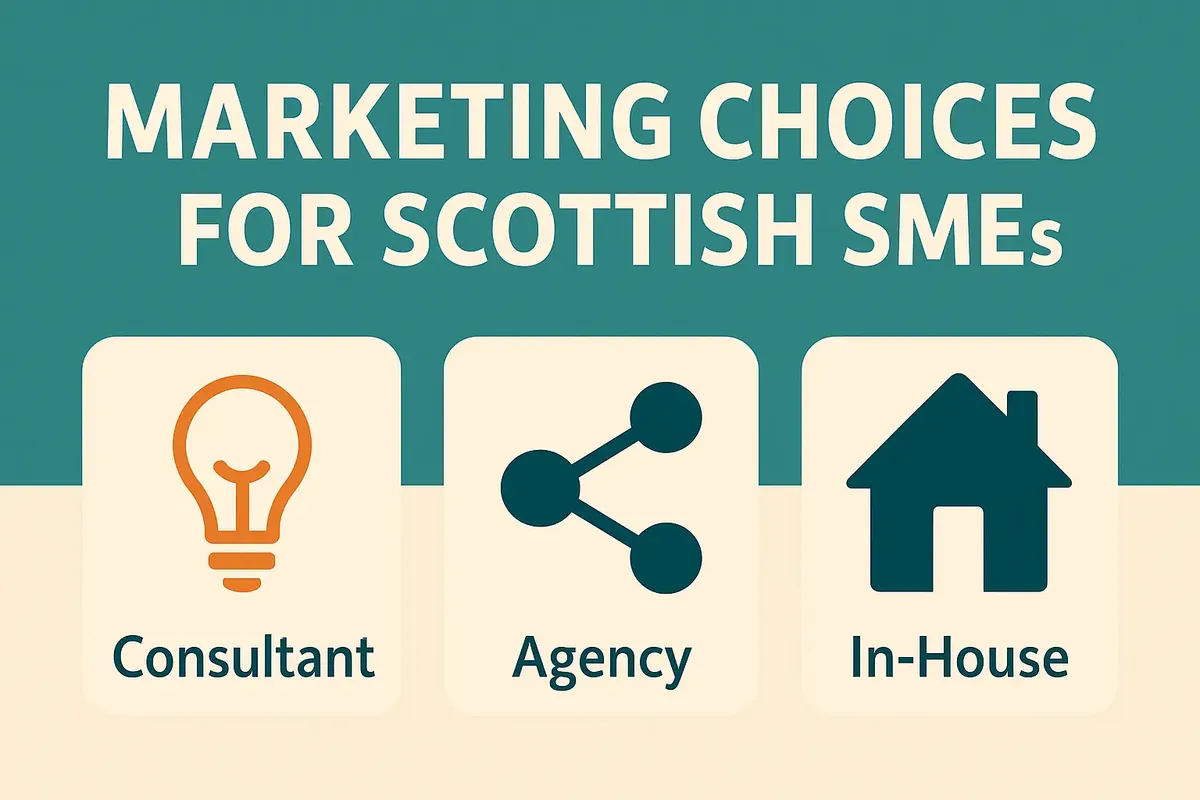 MARKETING CHOICES
FOR SCOTTISH SMEs
Consultant
Agency
In-House